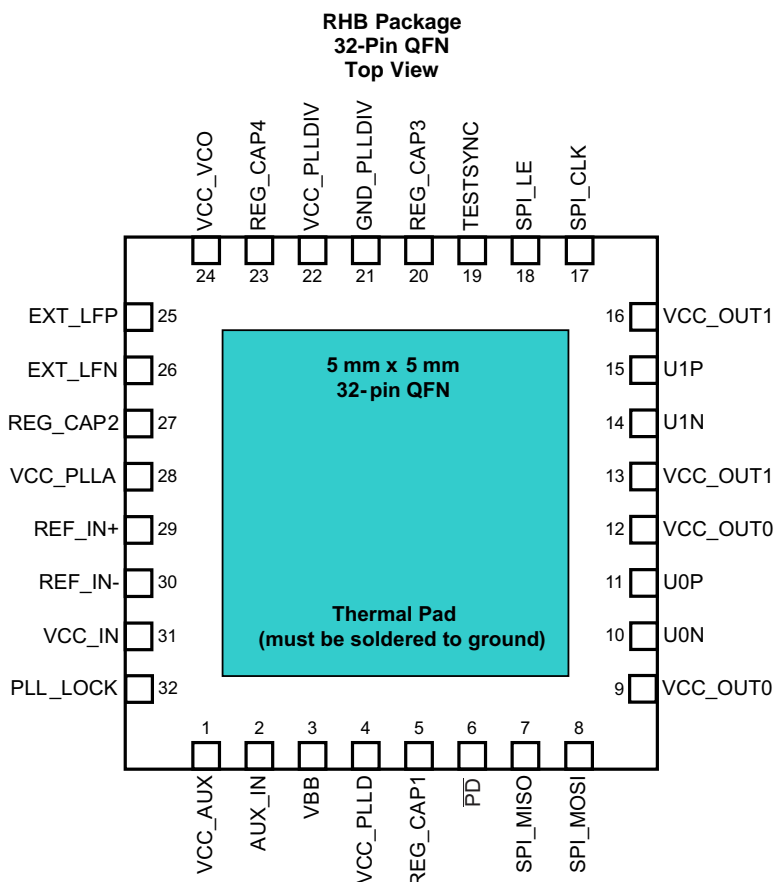 RHB Package
32-Pin QFN
Top View
VCC_VCO
REG_CAP4
VCC_PLLDIV
GND_PLLDIV
REG_CAP3
TESTSYNC
SPI_LE
SPI_CLK
24 23 22 21 20 19 18 17
EXT_LFP 25
EXT_LFN 26
REG_CAP2 27
VCC_PLLA 28
REF_IN+ 29
REF_IN- 30
VCC_IN 31
PLL_LOCK 32
5 mm x 5 mm
32-pin QFN
Thermal Pad
(must be soldered to ground)
16 VCC_OUT1
15 U1P
14 U1N
13 VCC_OUT1
12 VCC_OUT0
11 U0P
10 U0N
9 VCC_OUT0
1 2 3 4 5 6 7 8
VCC_AUX
AUX_IN
VBB
VCC_PLLD
REG_CAP1
PD
SPI_MISO
SPI_MOSI